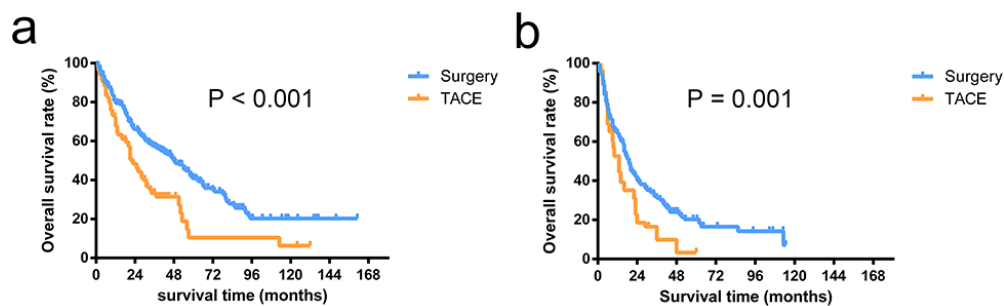 a
Overall survival rate (%)
100
80
60
40
20
0
0 24 48 72 96 120 144 168
survival time (months)
P < 0.001
Surgery
TACE
b
Overall survival rate (%)
100
80
60
40
20
0
0 24 48 72 96 120 144 168
Survival time (months)
P = 0.001
Surgery
TACE